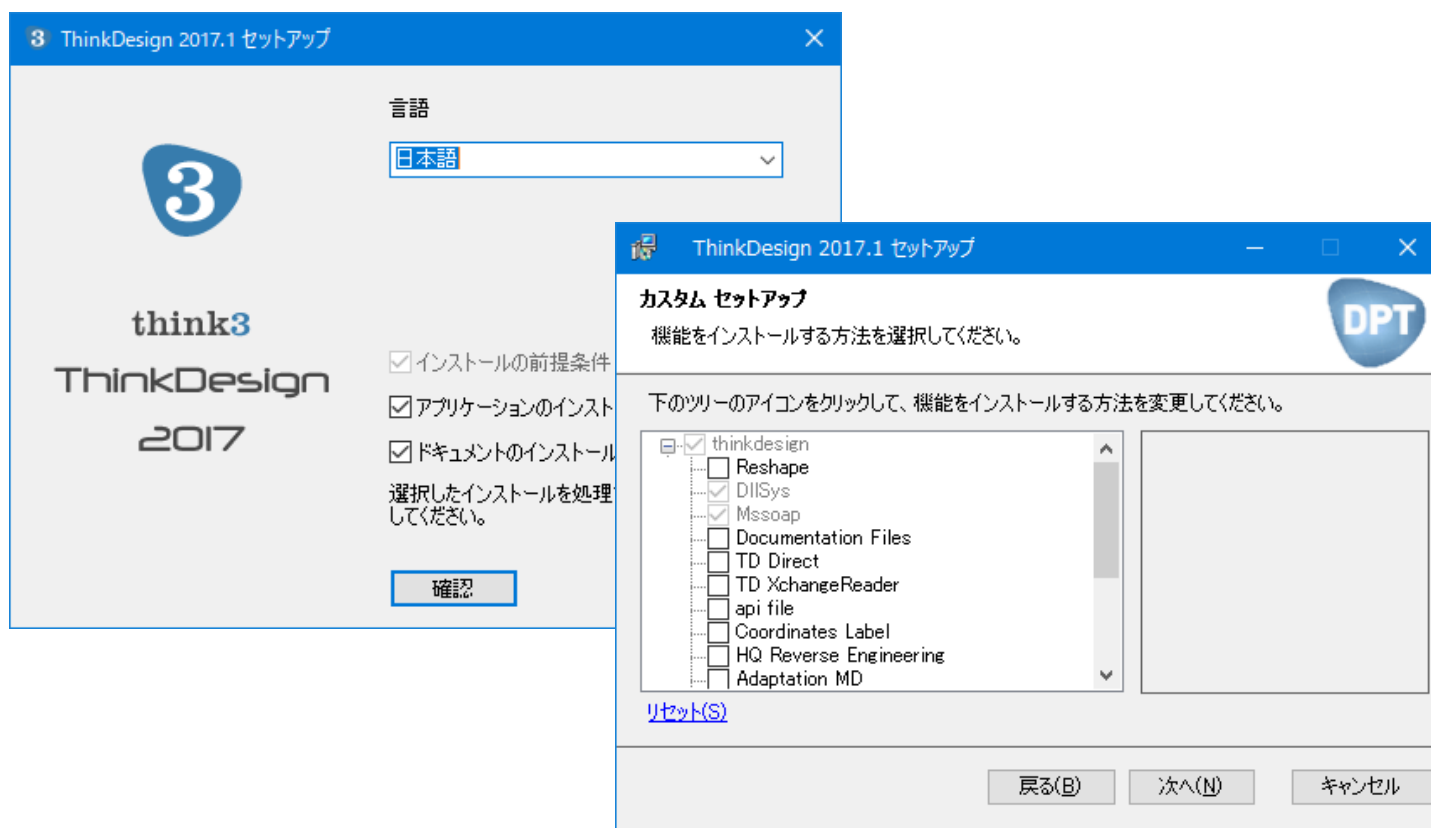 3 ThinkDesign 2017.1 セットアップ
言語
日本語
3
think3
ThinkDesign
2017
インストールの前提条件
アプリケーションのインスト
ドキュメントのインストール
選択したインストールを処理
してください。
確認
ThinkDesign 2017.1 セットアップ
カスタム セットアップ
機能をインストールする方法を選択してください。
DPT
下のツリーのアイコンをクリックして、機能をインストールする方法を変更してください。
thinkdesign
Reshape
DllSys
Mssoap
Documentation Files
TD Direct
TD XchangeReader
api file
Coordinates Label
HQ Reverse Engineering
Adaptation MD
リセット(S)
戻る(B)
次へ(N)
キャンセル